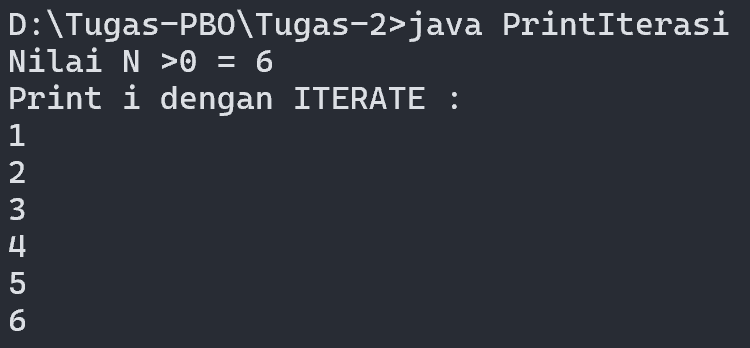 D:\Tugas-PBO\Tugas-2>java PrintIterasi
Nilai N >0 = 6
Print i dengan ITERATE :
1
2
3
4
5
6